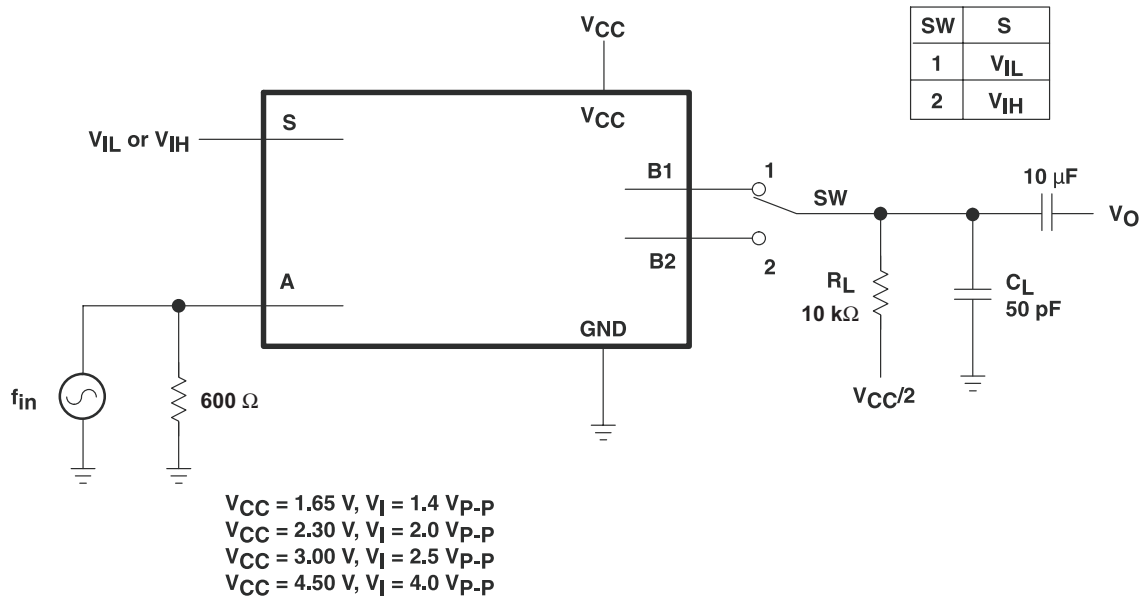 VCC
SW S
1 VIL
2 VIH
VCC
S
VIL or VIH
B1
1
SW
10 µF
VO
B2
2
A
RL
10 kΩ
CL
50 pF
GND
fin
600 Ω
VCC/2
VCC = 1.65 V, VI = 1.4 VP-P
VCC = 2.30 V, VI = 2.0 VP-P
VCC = 3.00 V, VI = 2.5 VP-P
VCC = 4.50 V, VI = 4.0 VP-P